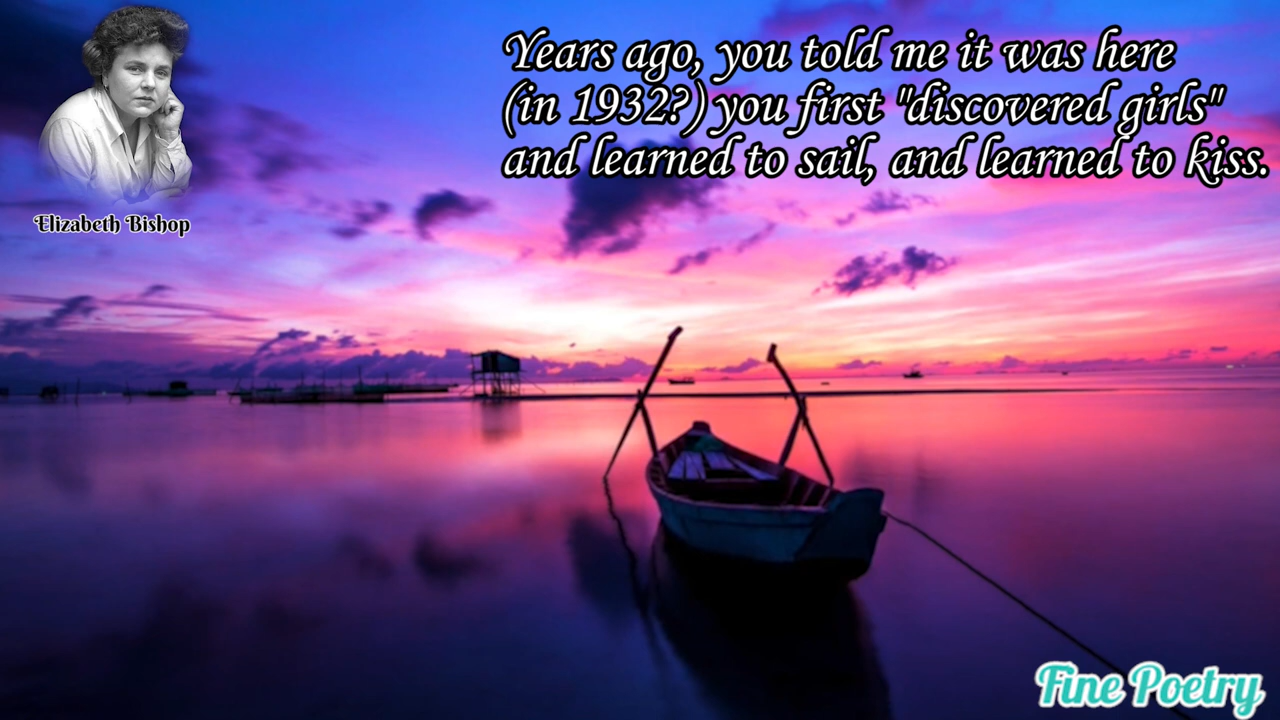 Years ago, you told me it was here
(in 1932?) you first "discovered girls"
and learned to sail, and learned to kiss.
Elizabeth Bishop
Fine Poetry